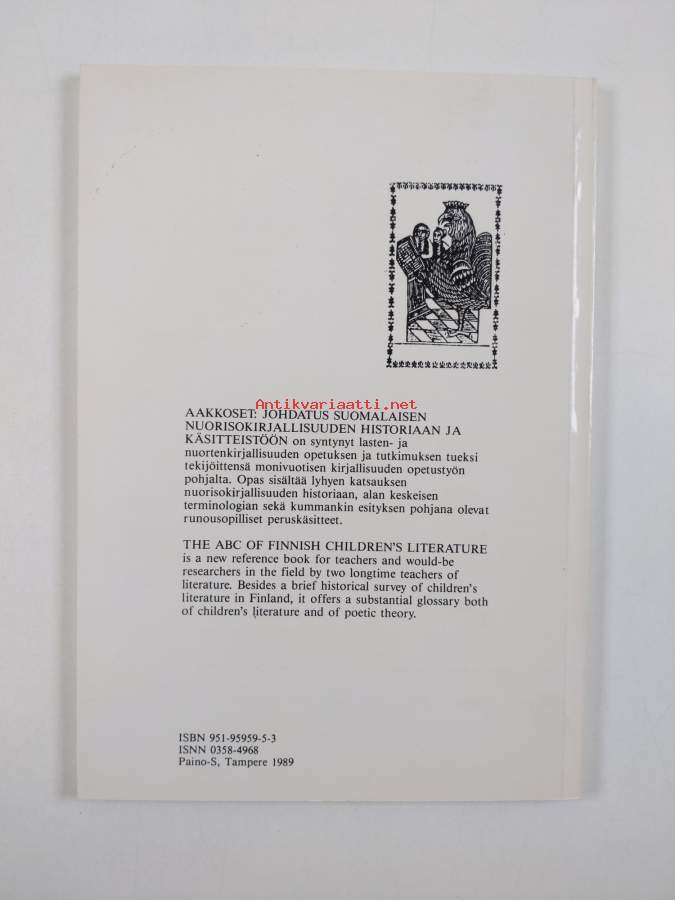 Antikvariaatti.net
AAKKOSET: JOHDATUS SUOMALAISEN
NUORISOKIRJALLISUUDEN HISTORIAAN JA
KÄSITTEISTÖÖN on syntynyt lasten- ja
nuortenkirjallisuuden opetuksen ja tutkimuksen tueksi
tekijöittensä monivuotisen kirjallisuuden opetustyön
pohjalta. Opas sisältää lyhyen katsauksen
nuorisokirjallisuuden historiaan, alan keskeisen
terminologian sekä kummankin esityksen pohjana olevat
runousopilliset peruskäsitteet.
THE ABC OF FINNISH CHILDREN'S LITERATURE
is a new reference book for teachers and would-be
researchers in the field by two longtime teachers of
literature. Besides a brief historical survey of children's
literature in Finland, it offers a substantial glossary both
of children's literature and of poetic theory.
ISBN 951-95959-5-3
ISNN 0358-4968
Paino-S, Tampere 1989